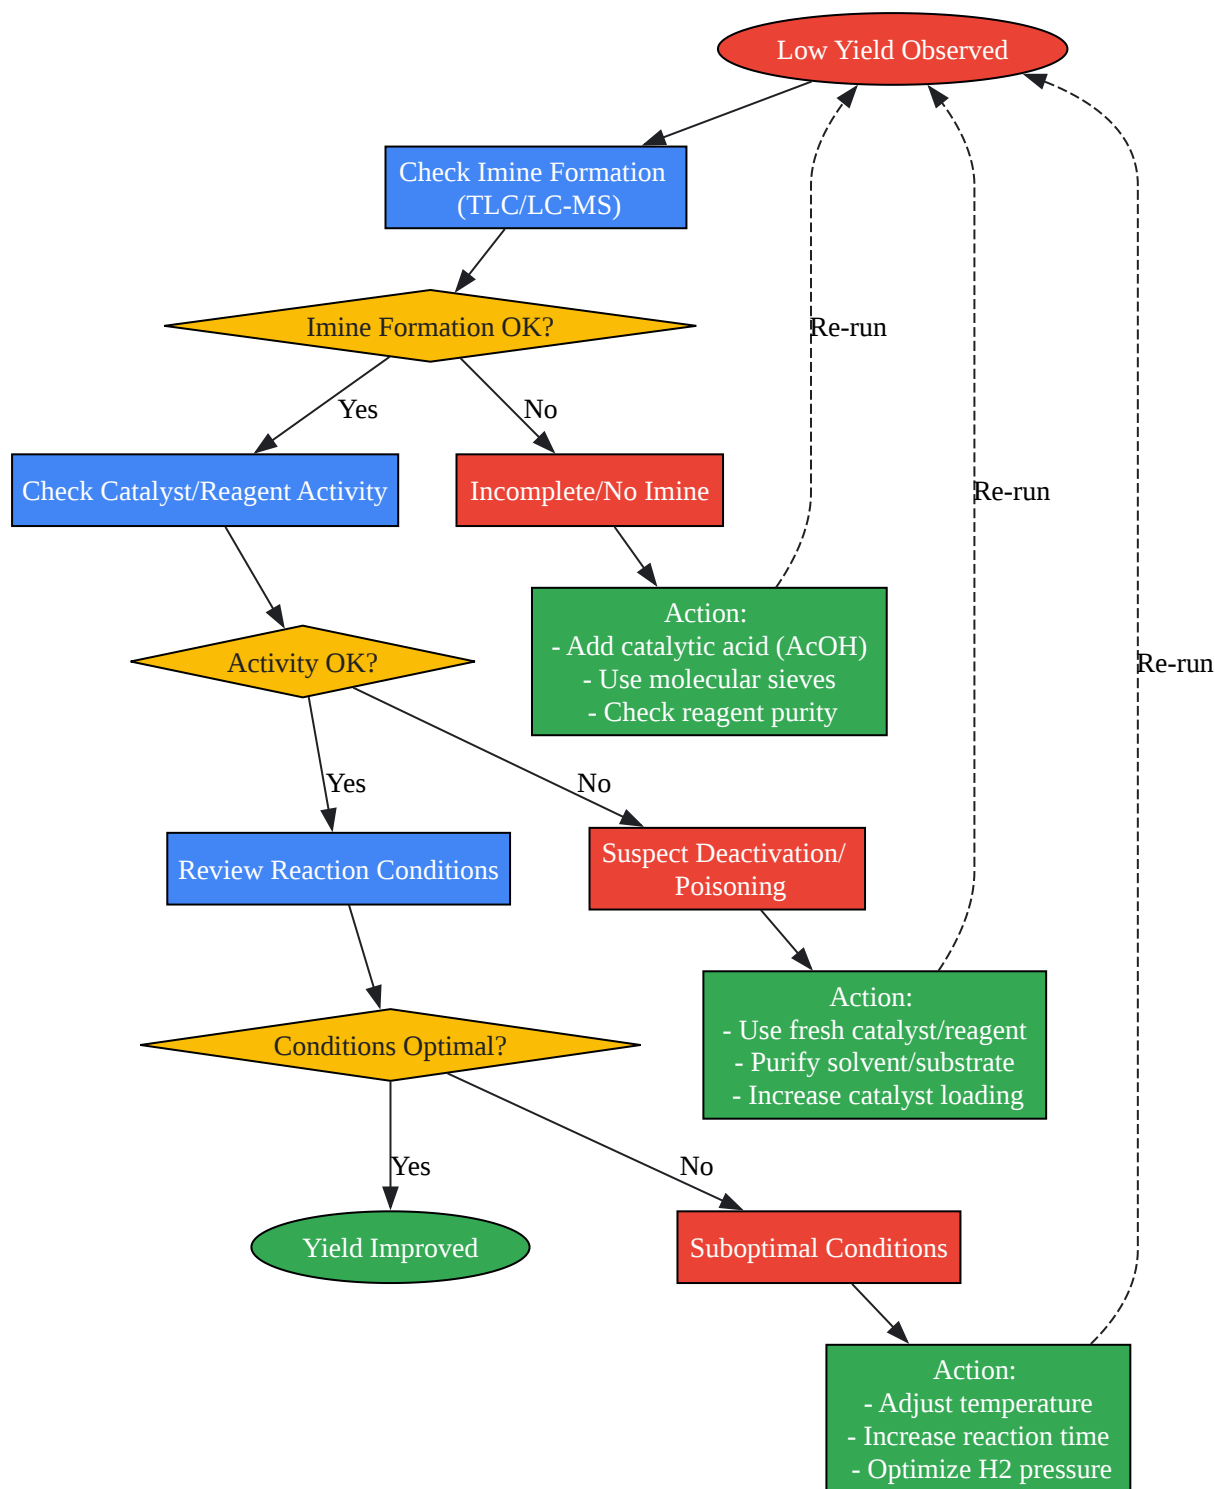 Low Yield Observed
Check Imine Formation
(TLC/LC-MS)
Imine Formation OK?
Re-run
Yes
No
Check Catalyst/Reagent Activity
Incomplete/No Imine
Re-run
Action:
- Add catalytic acid (AcOH)
- Use molecular sieves
- Check reagent purity
Activity OK?
Re-run
Yes
No
Review Reaction Conditions
Suspect Deactivation/
Poisoning
Action:
- Use fresh catalyst/reagent
- Purify solvent/substrate
- Increase catalyst loading
Conditions Optimal?
Yes
No
Yield Improved
Suboptimal Conditions
Action:
- Adjust temperature
- Increase reaction time
- Optimize H2 pressure